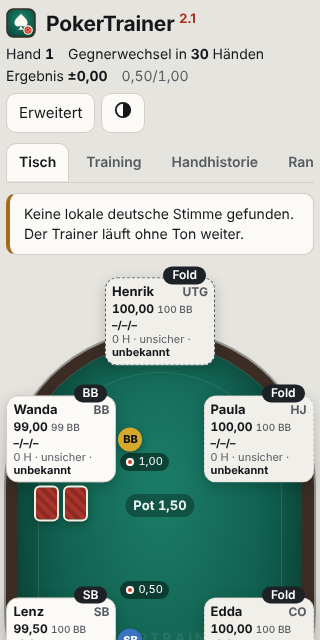 PokerTrainer 2.1
Hand 1 Gegnerwechsel in 30 Händen
Ergebnis ±0,00 0,50/1,00
Erweitert
Tisch Training Handhistorie Ran
Keine lokale deutsche Stimme gefunden.
Der Trainer läuft ohne Ton weiter.
Fold
Henrik UTG
100,00 100 BB
–/–/–
0 H · unsicher ·
unbekannt
BB
Wanda BB
99,00 99 BB
–/–/–
0 H · unsicher ·
unbekannt
Fold
Paula HJ
100,00 100 BB
–/–/–
0 H · unsicher ·
unbekannt
BB
1,00
Pot 1,50
0,50
SB
Lenz SB
99,50 100 BB
SB
Fold
Edda CO
100,00 100 BB